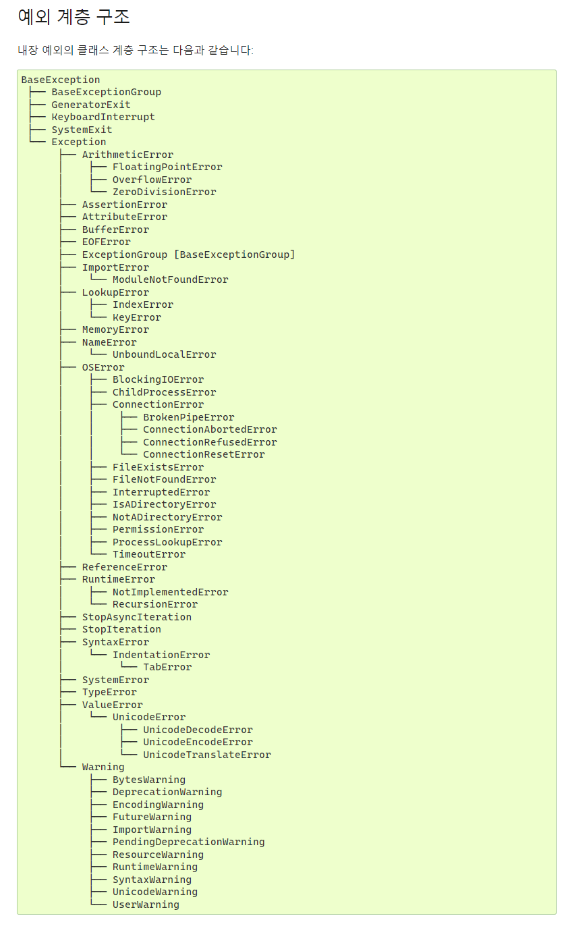 예외 계층 구조
내장 예외의 클래스 계층 구조는 다음과 같습니다:
BaseException
├── BaseExceptionGroup
├── GeneratorExit
├── KeyboardInterrupt
├── SystemExit
└── Exception
├── ArithmeticError
│ ├── FloatingPointError
│ ├── OverflowError
│ └── ZeroDivisionError
├── AssertionError
├── AttributeError
├── BufferError
├── EOFError
├── ExceptionGroup [BaseExceptionGroup]
├── ImportError
│ └── ModuleNotFoundError
├── LookupError
│ ├── IndexError
│ └── KeyError
├── MemoryError
├── NameError
│ └── UnboundLocalError
├── OSError
│ ├── BlockingIOError
│ ├── ChildProcessError
│ ├── ConnectionError
│ │ ├── BrokenPipeError
│ │ ├── ConnectionAbortedError
│ │ ├── ConnectionRefusedError
│ │ └── ConnectionResetError
│ ├── FileExistsError
│ ├── FileNotFoundError
│ ├── InterruptedError
│ ├── IsADirectoryError
│ ├── NotADirectoryError
│ ├── PermissionError
│ ├── ProcessLookupError
│ └── TimeoutError
├── ReferenceError
├── RuntimeError
│ ├── NotImplementedError
│ └── RecursionError
├── StopAsyncIteration
├── StopIteration
├── SyntaxError
│ └── IndentationError
│ └── TabError
├── SystemError
├── TypeError
├── ValueError
│ └── UnicodeError
│ ├── UnicodeDecodeError
│ ├── UnicodeEncodeError
│ └── UnicodeTranslateError
└── Warning
├── BytesWarning
├── DeprecationWarning
├── EncodingWarning
├── FutureWarning
├── ImportWarning
├── PendingDeprecationWarning
├── ResourceWarning
├── RuntimeWarning
├── SyntaxWarning
├── UnicodeWarning
└── UserWarning